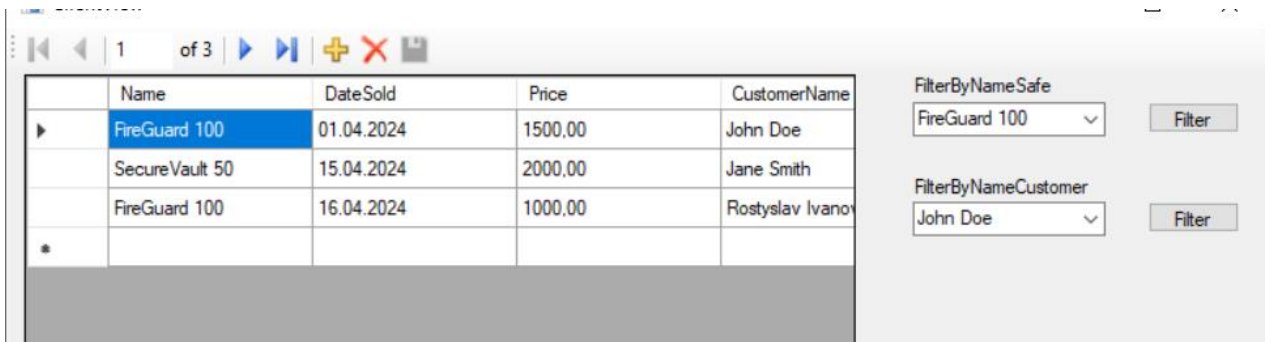 1 of 3
Name DateSold Price CustomerName
FireGuard 100 01.04.2024 1500,00 John Doe
SecureVault 50 15.04.2024 2000,00 Jane Smith
FireGuard 100 16.04.2024 1000,00 Rostyslav
FilterByNameSafe
FireGuard 100 Filter
FilterByNameCustomer
John Doe Filter